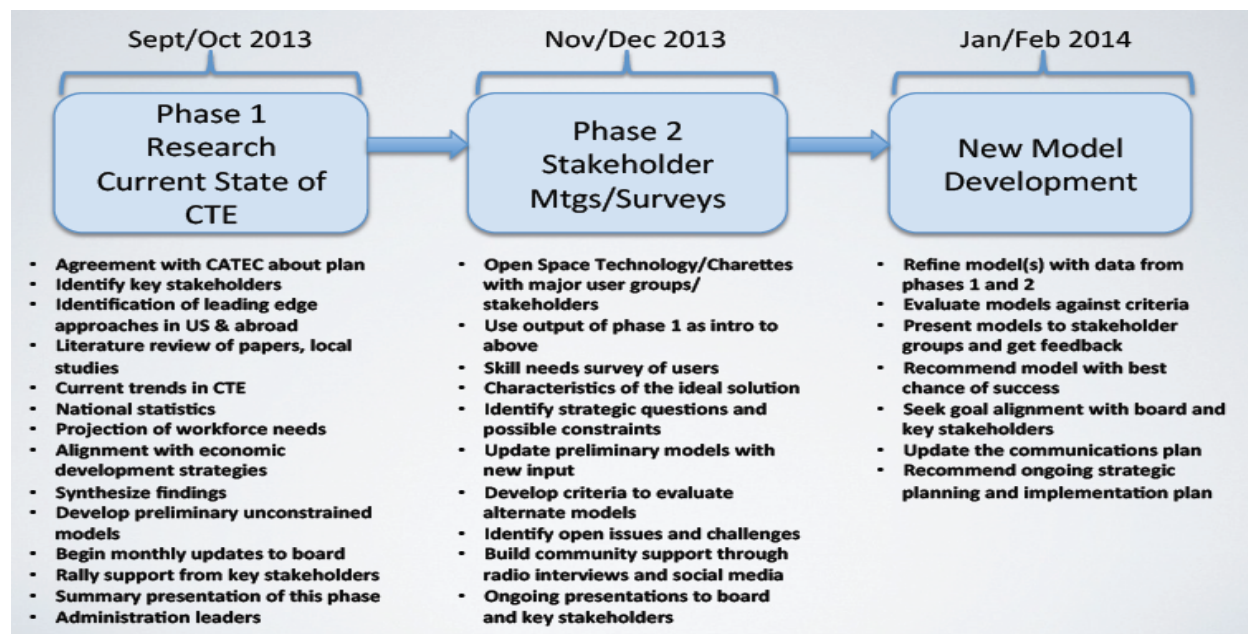 Sept/Oct 2013
Phase 1
Research
Current State of
CTE
• Agreement with CATEC about plan
• Identify key stakeholders
• Identification of leading edge
approaches in US & abroad
• Literature review of papers, local
studies
• Current trends in CTE
• National statistics
• Projection of workforce needs
• Alignment with economic
development strategies
• Synthesize findings
• Develop preliminary unconstrained
models
• Begin monthly updates to board
• Rally support from key stakeholders
• Summary presentation of this phase
• Administration leaders
Nov/Dec 2013
Phase 2
Stakeholder
Mtgs/Surveys
• Open Space Technology/Charettes
with major user groups/
stakeholders
• Use output of phase 1 as intro to
above
• Skill needs survey of users
• Characteristics of the ideal solution
• Identify strategic questions and
possible constraints
• Update preliminary models with
new input
• Develop criteria to evaluate
alternate models
• Identify open issues and challenges
• Build community support through
radio interviews and social media
• Ongoing presentations to board
and key stakeholders
Jan/Feb 2014
New Model
Development
• Refine model(s) with data from
phases 1 and 2
• Evaluate models against criteria
• Present models to stakeholder
groups and get feedback
• Recommend model with best
chance of success
• Seek goal alignment with board and
key stakeholders
• Update the communications plan
• Recommend ongoing strategic
planning and implementation plan